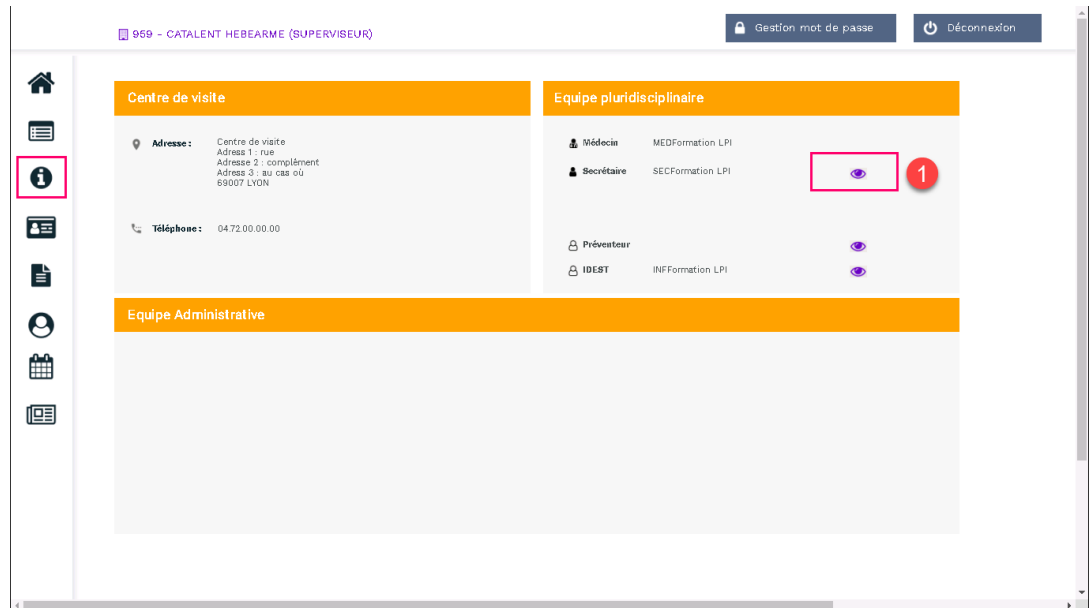 959 - CATALENT HEBEARME (SUPERVISEUR)
Gestion mot de passe
Déconnexion
Centre de visite
Adresse :
Centre de visite
Adress 1 : rue
Adresse 2 : complément
Adress 3 : au cas où
69007 LYON
Téléphone :
04.72.00.00.00
Equipe pluridisciplinaire
Médecin
MEDFormation LPI
Secrétaire
SECFormation LPI
1
Préventeur
IDEST
INFFormation LPI
Equipe Administrative